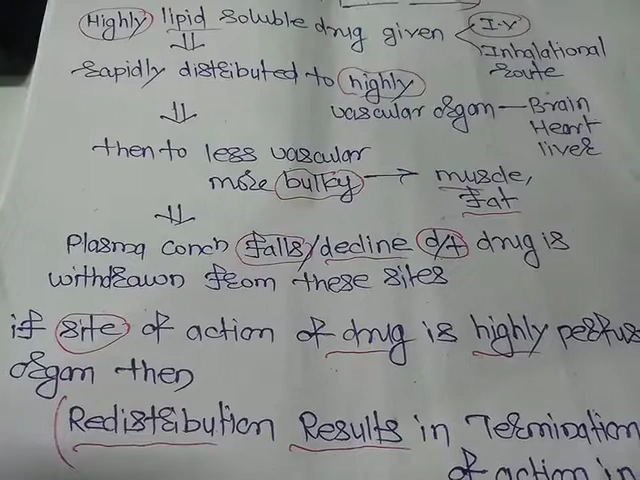 Highly lipid soluble drug given I.V
Inhalational
route
rapidly distributed to highly
vascular organ — Brain
Heart
liver
then to less vascular
more bulky → muscle,
fat
Plasma concn falls/decline d/t drug is
withdrawn from these sites
if site of action of drug is highly perfus
organ then
Redistribution Results in Termination
of action in